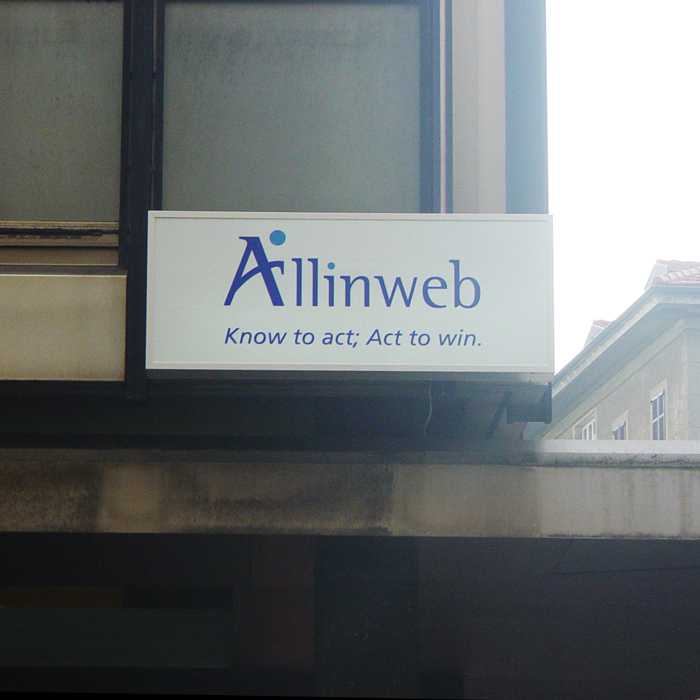 Allinweb
Know to act; Act to win.